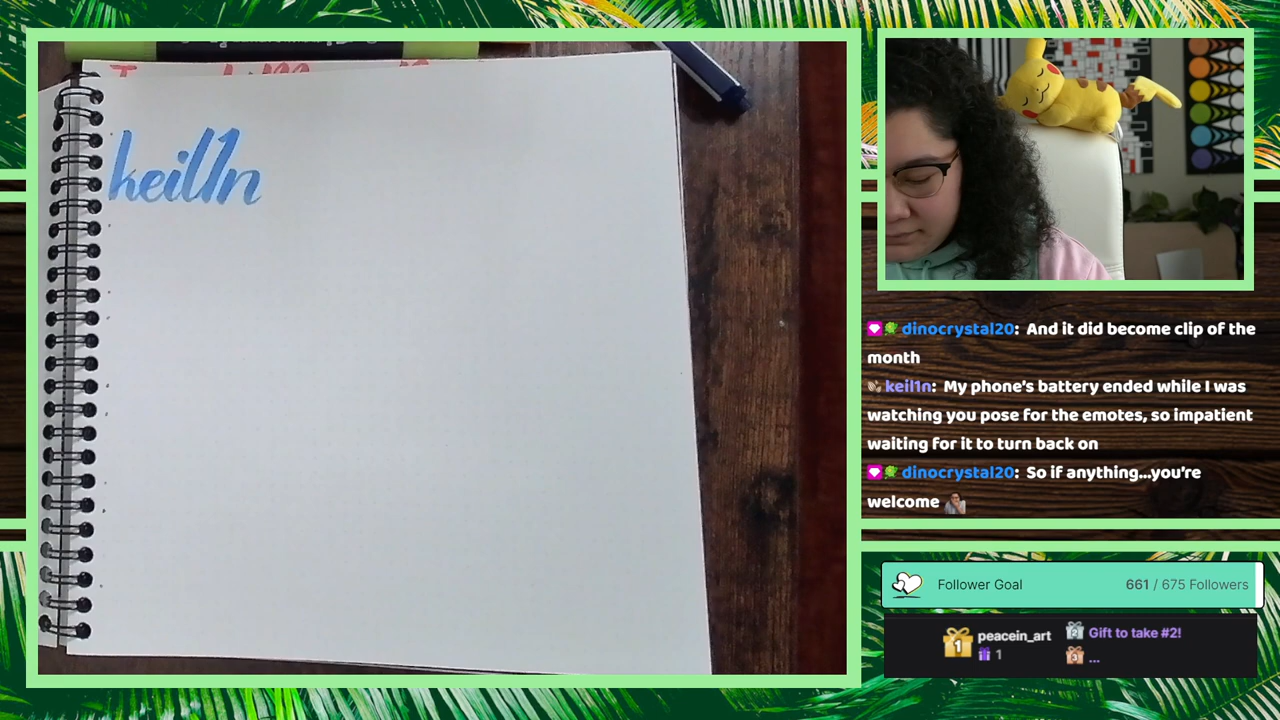 keil1n
dinocrystal20: And it did become clip of the
month
keil1n: My phone's battery ended while I was
watching you pose for the emotes, so impatient
waiting for it to turn back on
dinocrystal20: So if anything...you're
welcome
Follower Goal
661 / 675 Followers
1
peacein_art
1
2
Gift to take #2!
3
...